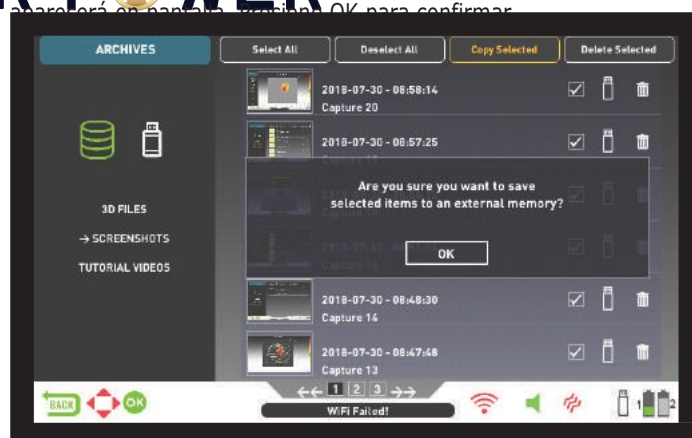 aparecerá en pantalla. Presione OK para confirmar
ARCHIVES
Select All
Deselect All
Copy Selected
Delete Selected
2018-07-30 - 08:58:14
Capture 20
2018-07-30 - 08:57:25
Are you sure you want to save
selected items to an external memory?
OK
3D FILES
→ SCREENSHOTS
TUTORIAL VIDEOS
2018-07-30 - 08:48:30
Capture 14
2018-07-30 - 08:47:48
Capture 13
BACK
OK
←← 1 2 3 →→
WiFi Failed!
1 2